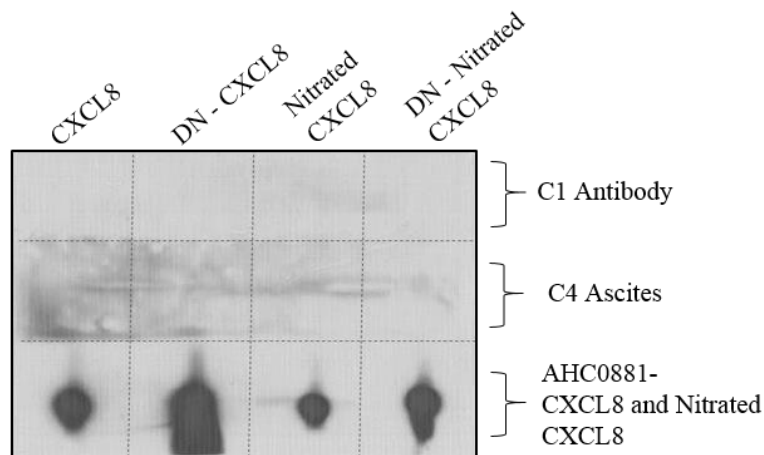 CXCL8
DN - CXCL8
Nitrated
CXCL8
DN - Nitrated
CXCL8
C1 Antibody
C4 Ascites
AHC0881-
CXCL8 and Nitrated
CXCL8